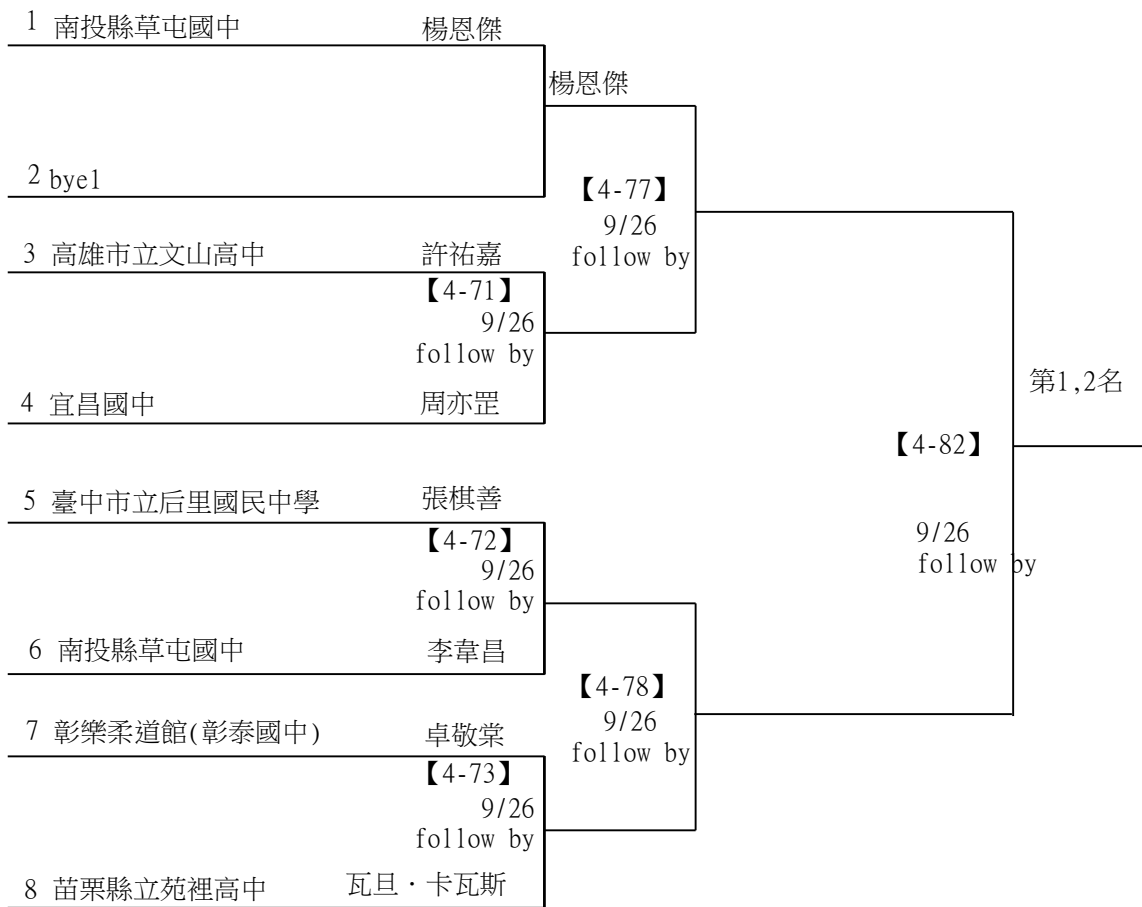 1 南投縣草屯國中 楊恩傑
楊恩傑
2 bye1
【4-77】
9/26
follow by
3 高雄市立文山高中 許祐嘉
【4-71】
9/26
follow by
4 宜昌國中 周亦罡
第1,2名
【4-82】
9/26
follow by
5 臺中市立后里國民中學 張棋善
【4-72】
9/26
follow by
6 南投縣草屯國中 李韋昌
【4-78】
9/26
follow by
7 彰樂柔道館(彰泰國中) 卓敬棠
【4-73】
9/26
follow by
8 苗栗縣立苑裡高中 瓦旦．卡瓦斯